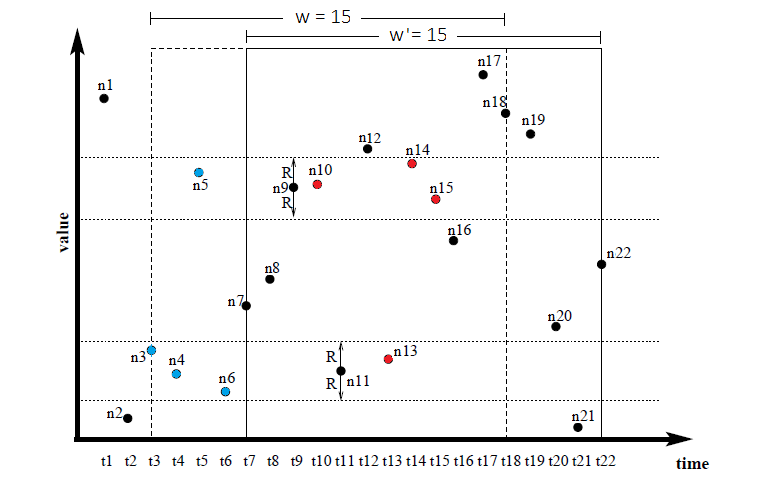 w = 15
w'= 15
n17
n1
n18
n19
n12
n14
R
n10
n5
n9
n15
R
n16
value
n22
n8
n7
n20
n3
n4
R
n13
n6
R
n11
n2
n21
t1 t2 t3 t4 t5 t6 t7 t8 t9 t10 t11 t12 t13 t14 t15 t16 t17 t18 t19 t20 t21 t22
time